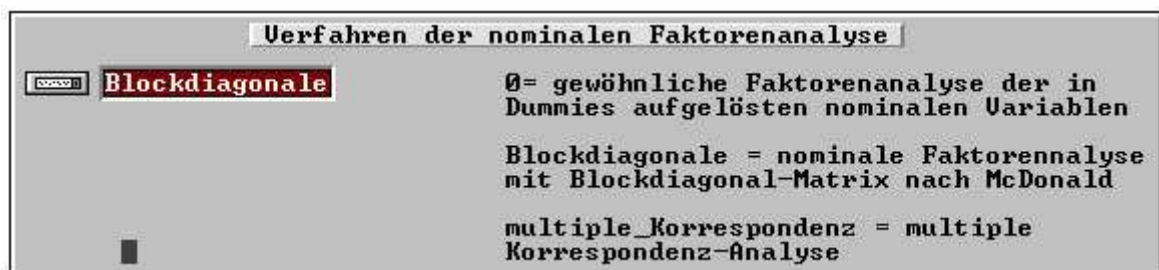 Verfahren der nominalen Faktorenanalyse
Blockdiagonale
0= gewöhnliche Faktorenanalyse der in
Dummies aufgelösten nominalen Variablen
Blockdiagonale = nominale Faktorennalyse
mit Blockdiagonal-Matrix nach McDonald
multiple_Korrespondenz = multiple
Korrespondenz-Analyse